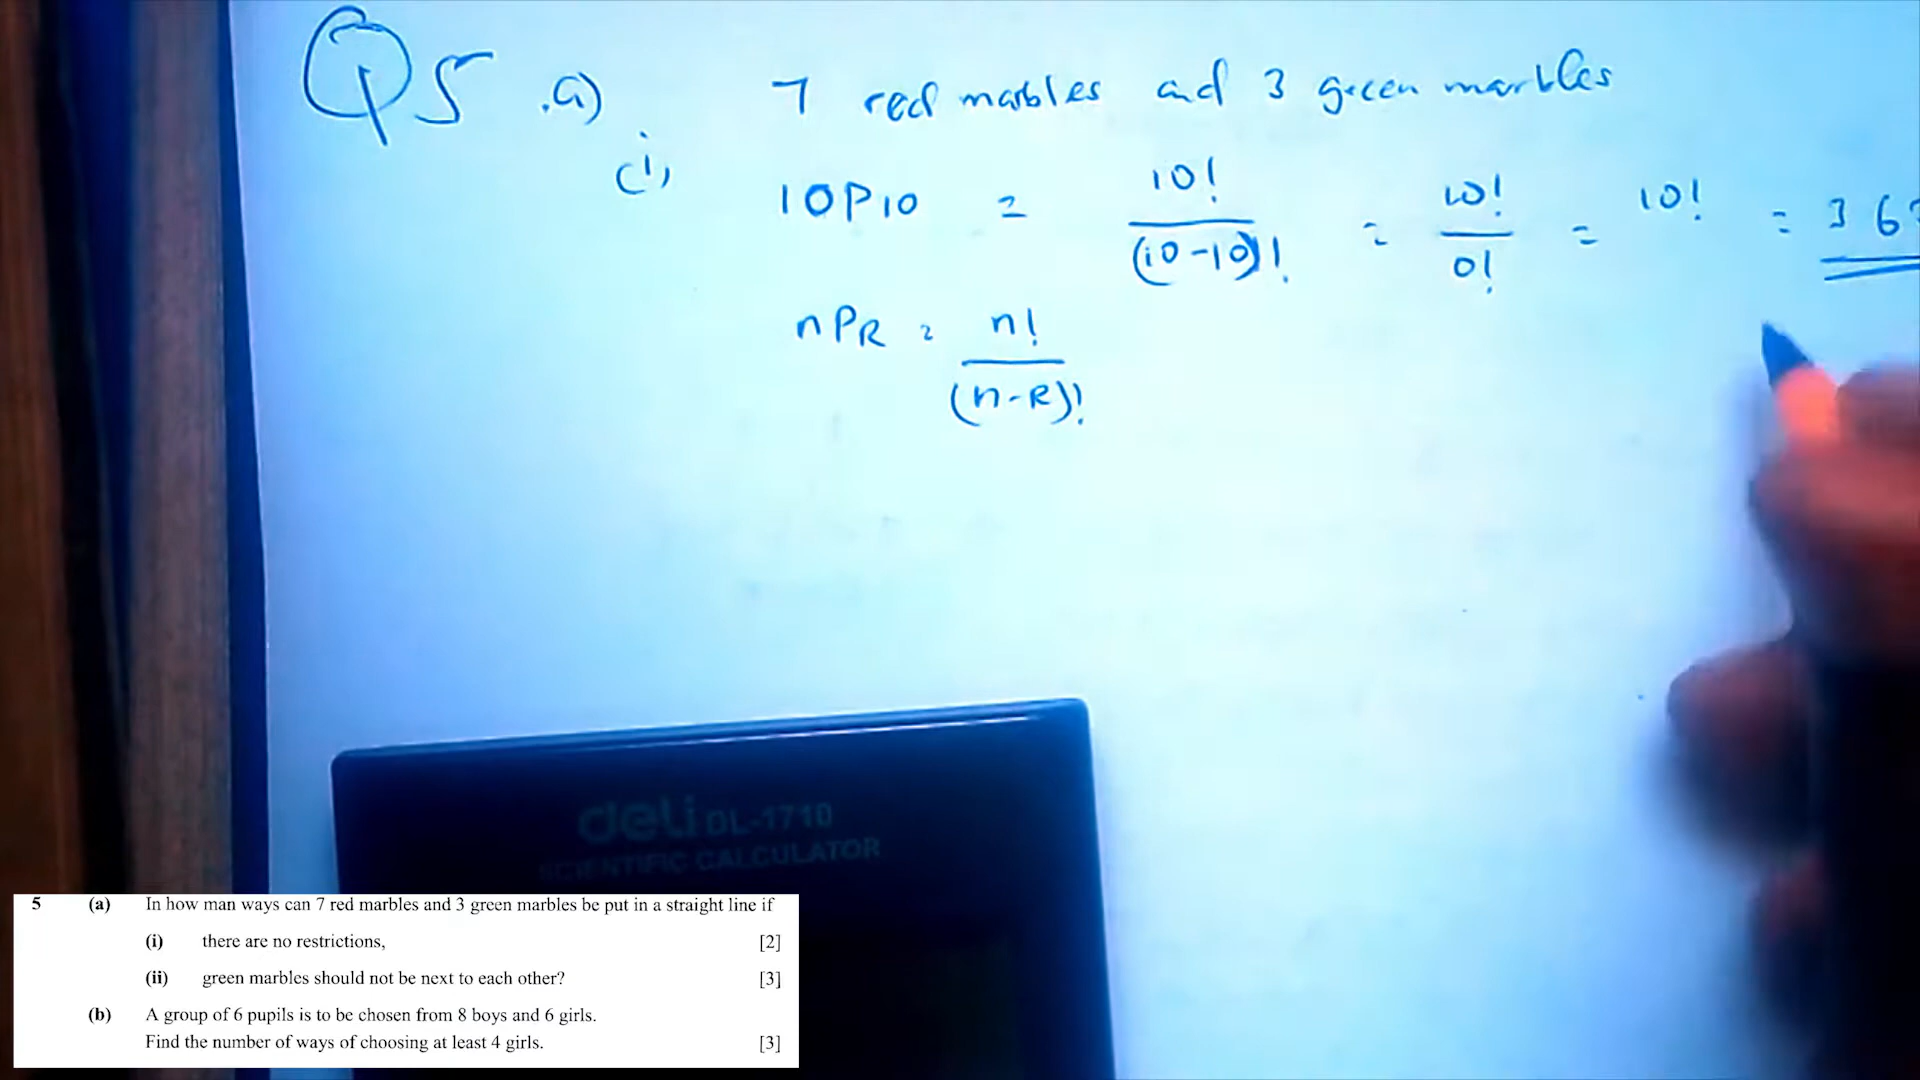 Q5 .a) 7 red marbles and 3 green marbles
(i) 10P10 = 10! / (10-10)! = 10! / 0! = 10! = 36
nPR = n! / (n-R)!
deli DL-1710
SCIENTIFIC CALCULATOR
5 (a) In how man ways can 7 red marbles and 3 green marbles be put in a straight line if
(i) there are no restrictions, [2]
(ii) green marbles should not be next to each other? [3]
(b) A group of 6 pupils is to be chosen from 8 boys and 6 girls.
Find the number of ways of choosing at least 4 girls. [3]